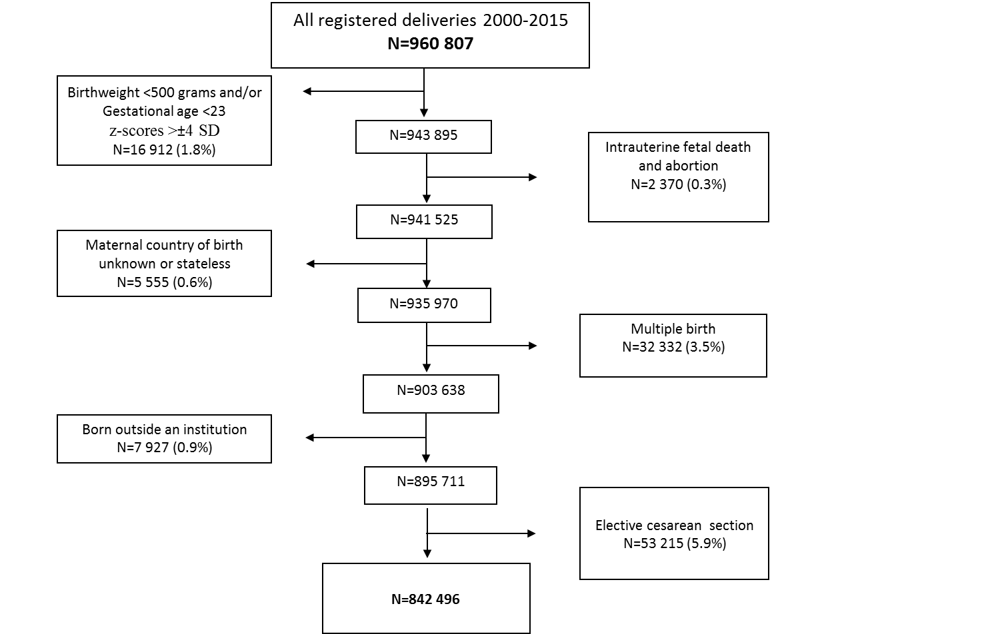 All registered deliveries 2000-2015
N=960 807
Birthweight <500 grams and/or
Gestational age <23
z-scores >±4 SD
N=16 912 (1.8%)
N=943 895
Intrauterine fetal death
and abortion
N=2 370 (0.3%)
N=941 525
Maternal country of birth
unknown or stateless
N=5 555 (0.6%)
N=935 970
Multiple birth
N=32 332 (3.5%)
N=903 638
Born outside an institution
N=7 927 (0.9%)
N=895 711
Elective cesarean section
N=53 215 (5.9%)
N=842 496